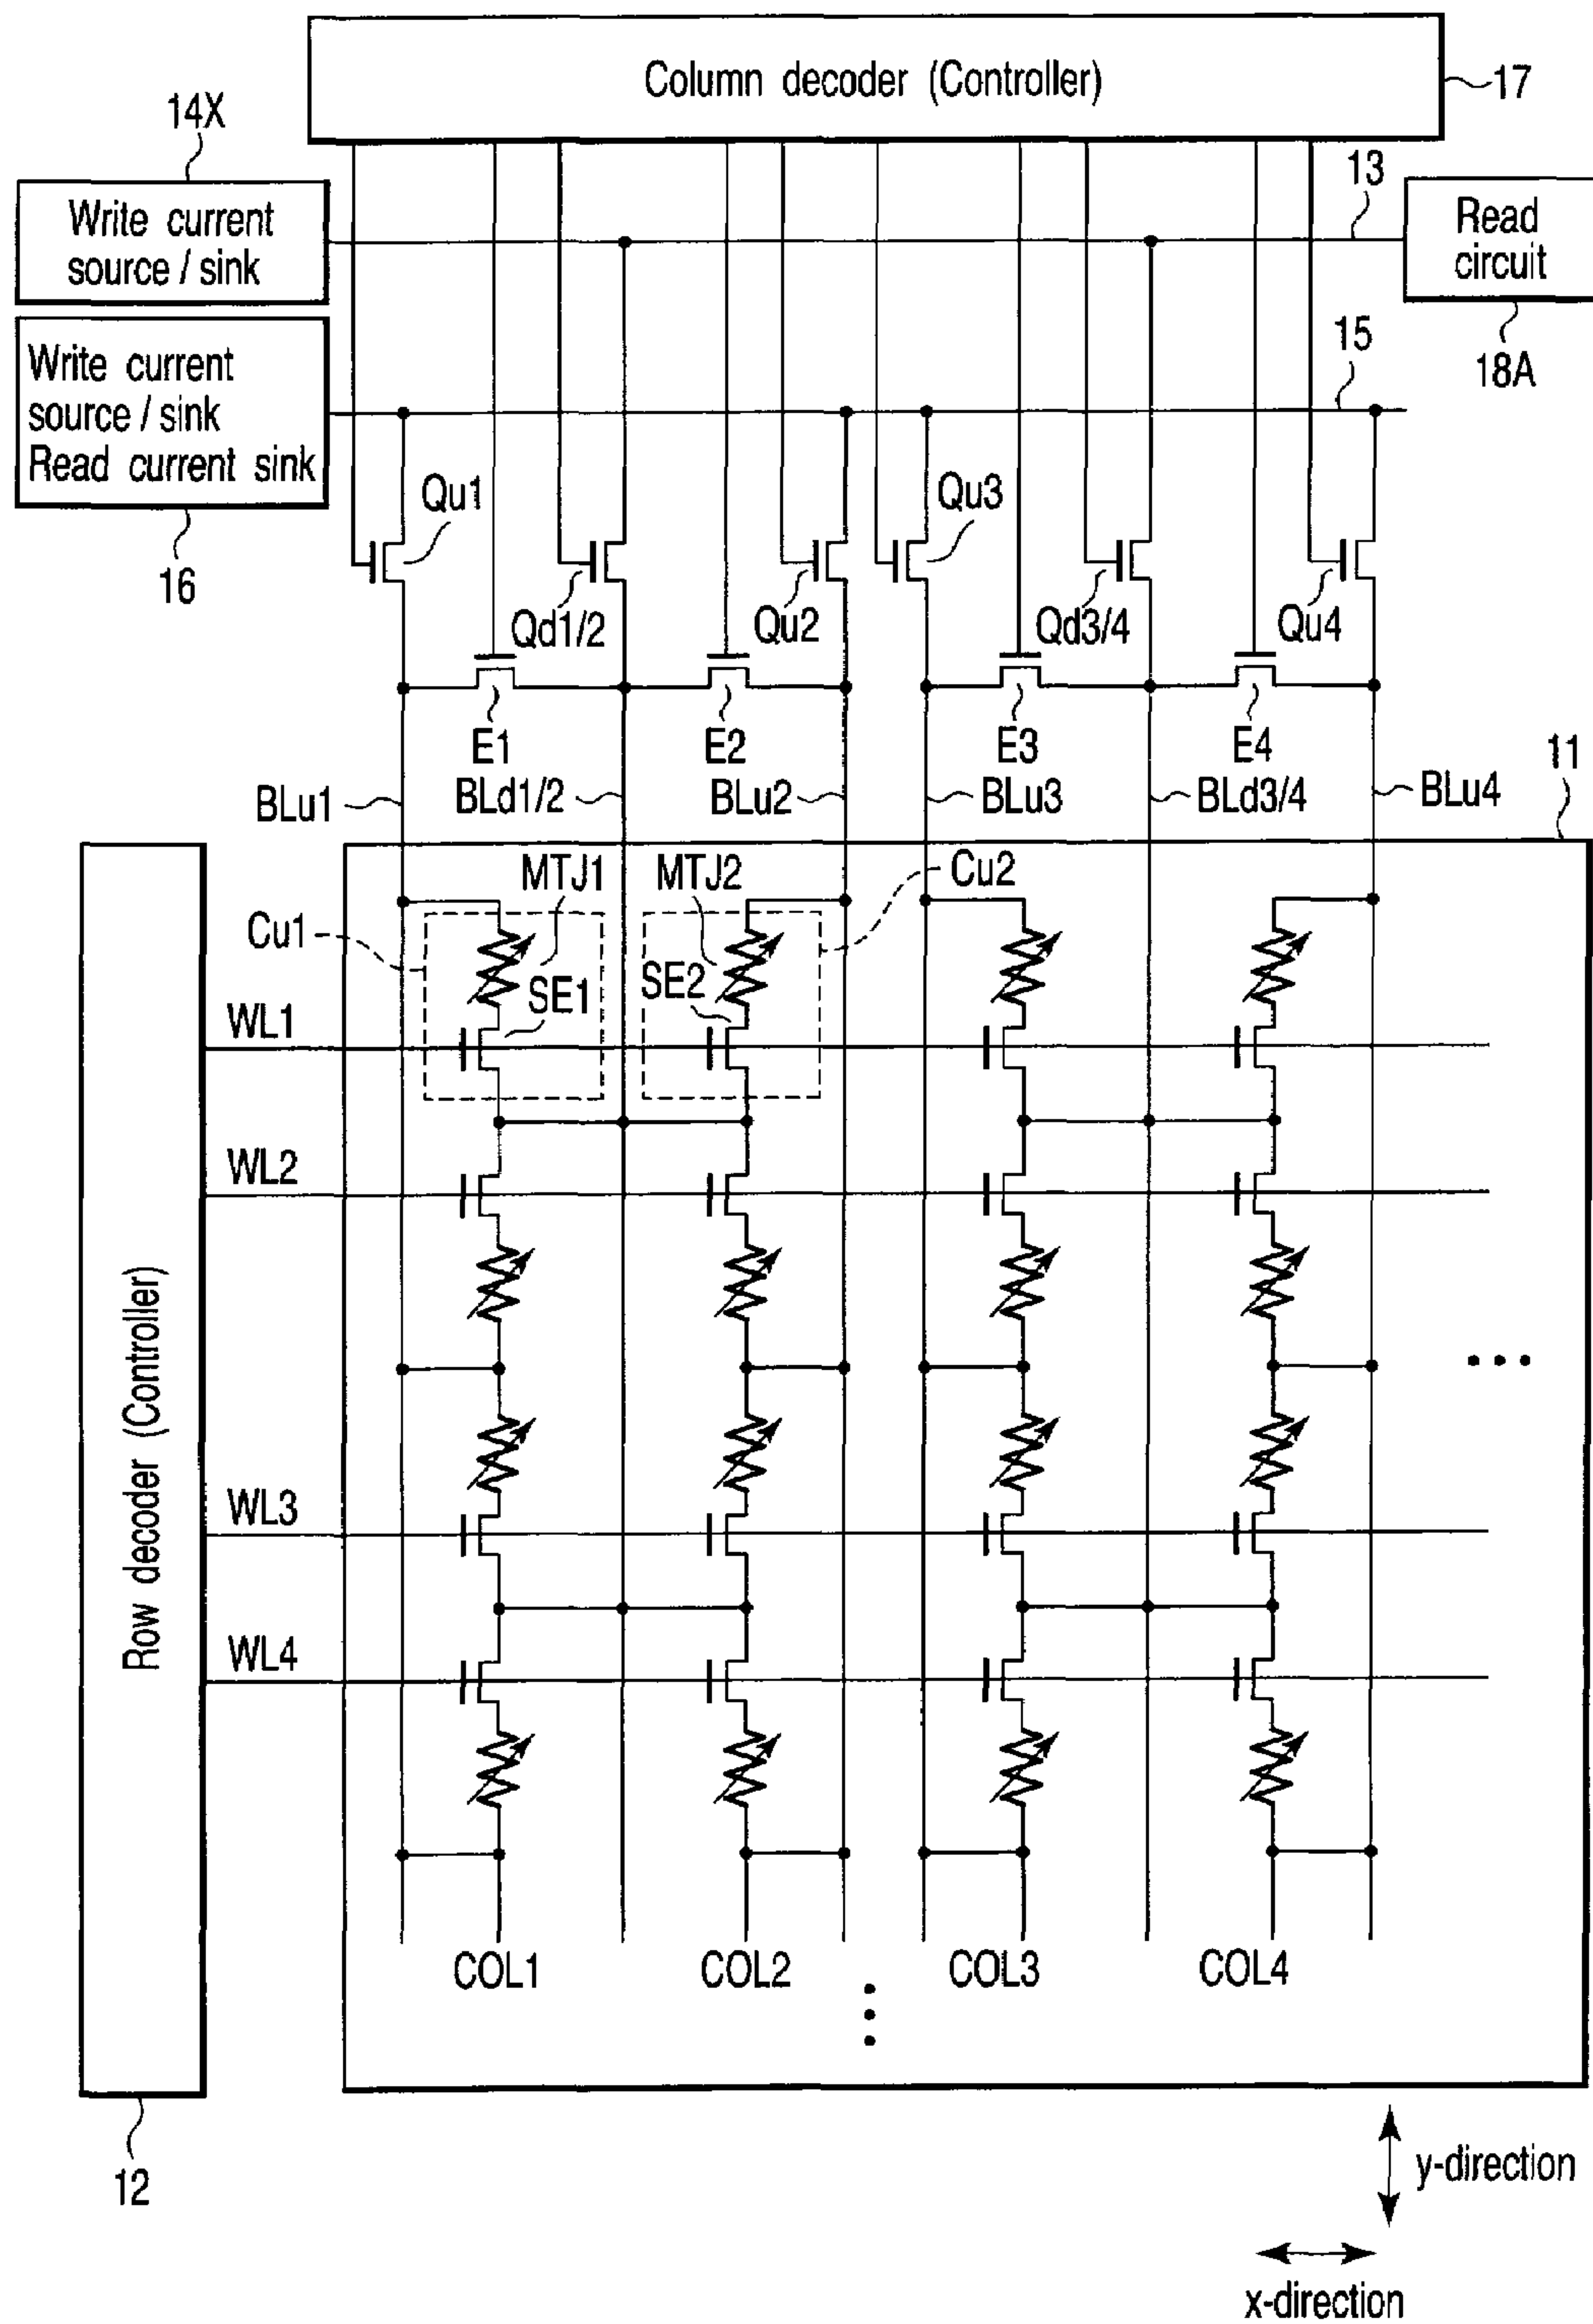 Column decoder (Controller)
17
14X
Write current
source / sink
13
Read
circuit
18A
Write current
source / sink
Read current sink
16
15
Qu1
Qd1/2
Qu2
Qu3
Qd3/4
Qu4
E1
E2
E3
E4
BLu1
BLd1/2
BLu2
BLu3
BLd3/4
BLu4
11
Cu1
MTJ1
MTJ2
Cu2
SE1
SE2
WL1
WL2
WL3
WL4
Row decoder (Controller)
12
COL1
COL2
COL3
COL4
y-direction
x-direction